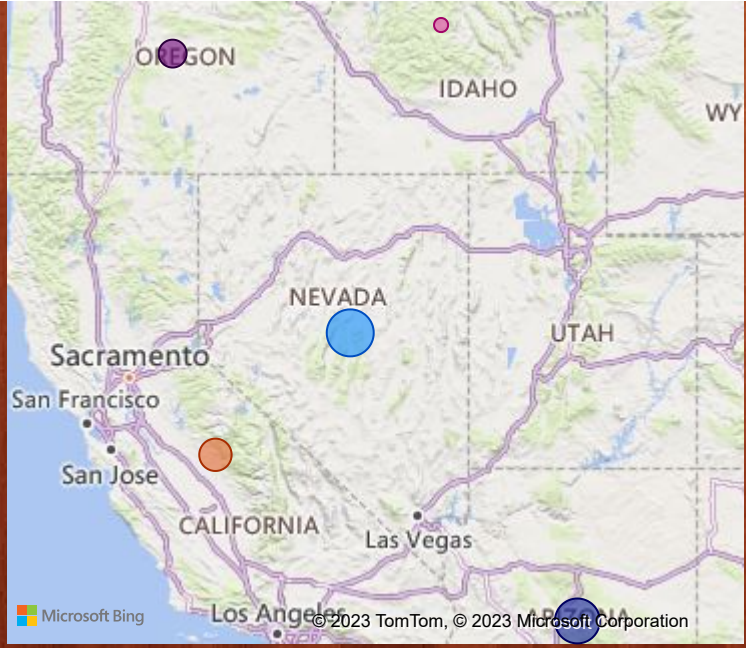 OREGON
IDAHO
WY
NEVADA
UTAH
Sacramento
San Francisco
San Jose
CALIFORNIA
Las Vegas
Microsoft Bing
Los Angeles
ARIZONA
© 2023 TomTom, © 2023 Microsoft Corporation